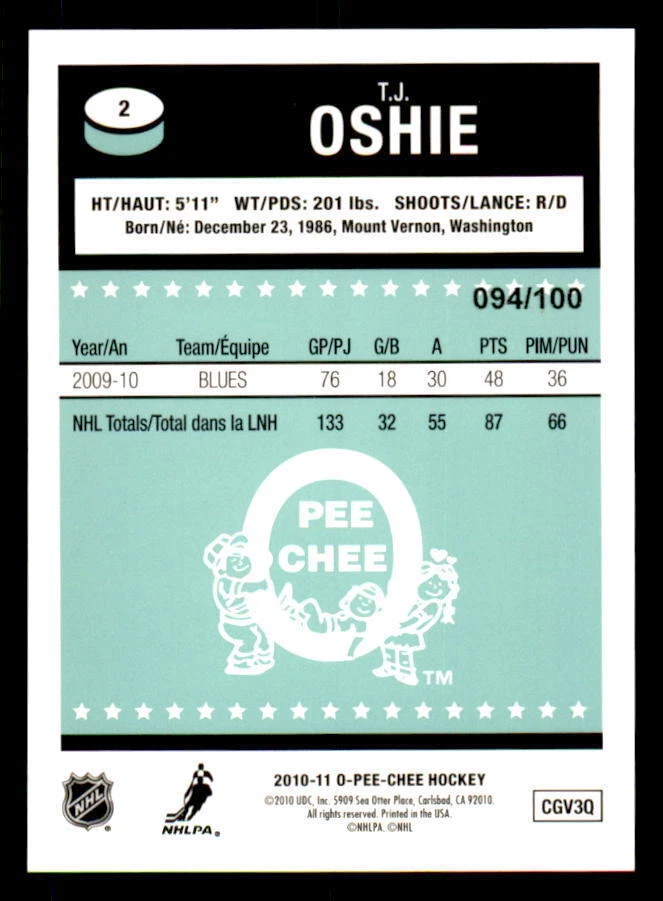 2
T.J.
OSHIE
HT/HAUT: 5'11" WT/PDS: 201 lbs. SHOOTS/LANCE: R/D
Born/Né: December 23, 1986, Mount Vernon, Washington
094/100
Year/An Team/Équipe GP/PJ G/B A PTS PIM/PUN
2009-10 BLUES 76 18 30 48 36
NHL Totals/Total dans la LNH 133 32 55 87 66
PEE
CHEE
TM
NHL
®
NHLPA®
2010-11 O-PEE-CHEE HOCKEY
©2010 UDC, Inc. 5909 Sea Otter Place, Carlsbad, CA 92010.
All rights reserved. Printed in the USA.
©NHLPA. ©NHL
CGV3Q